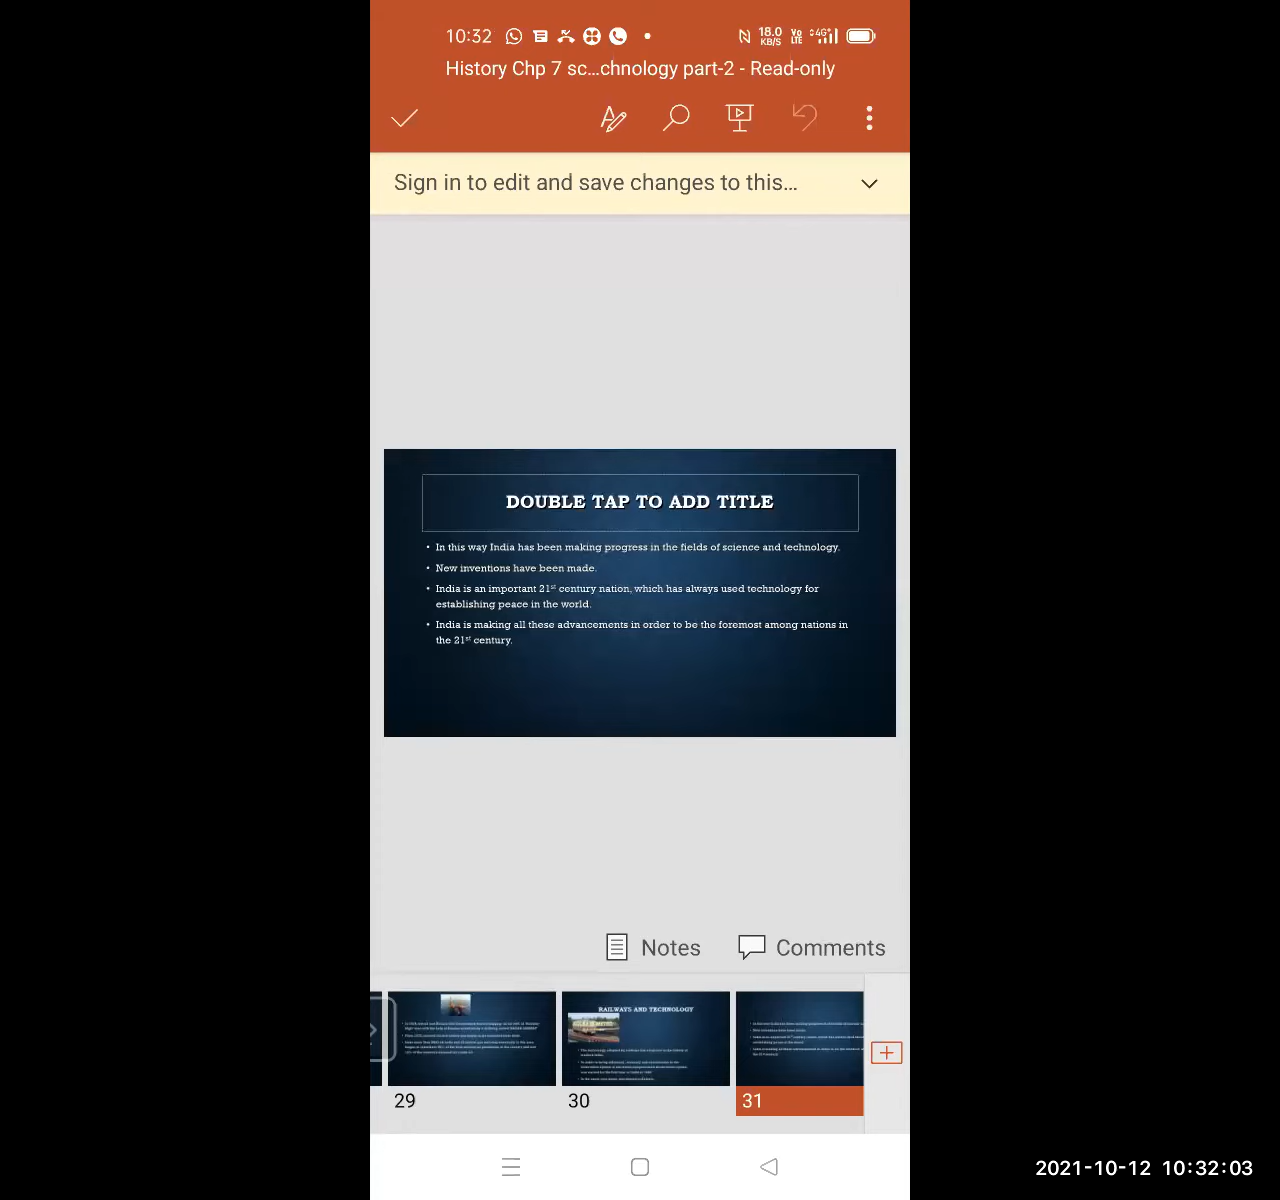 10:32 18.0 KB/S Vo LTE 4G+
History Chp 7 sc...chnology part-2 - Read-only
Sign in to edit and save changes to this...
DOUBLE TAP TO ADD TITLE
• In this way India has been making progress in the fields of science and technology.
• New inventions have been made.
• India is an important 21st century nation, which has always used technology for
establishing peace in the world.
• India is making all these advancements in order to be the foremost among nations in
the 21st century.
Notes Comments
RAILWAYS AND TECHNOLOGY
29 30 31
2021-10-12 10:32:03